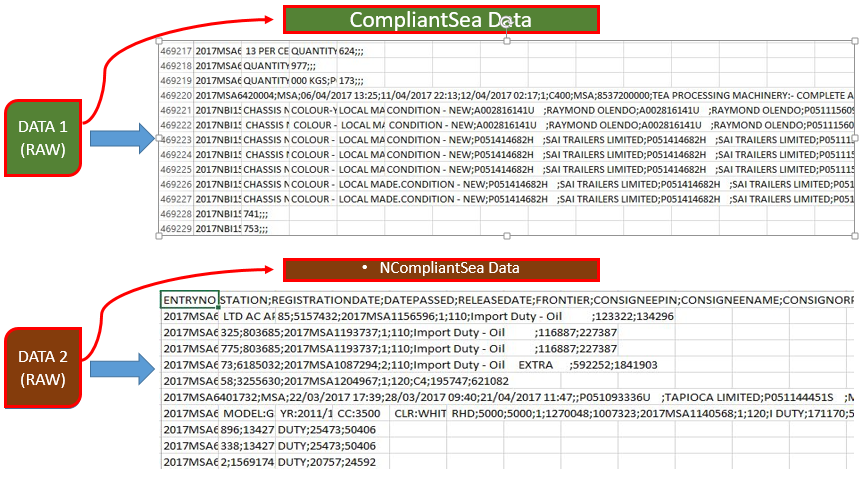 CompliantSea Data
DATA 1
(RAW)
469217 2017MSA6 13 PER CE QUANTITY 624;;;
469218 2017MSA6 QUANTITY 977;;;
469219 2017MSA6 QUANTITY 000 KGS;P 173;;;
469220 2017MSA6420004;MSA;06/04/2017 13:25;11/04/2017 22:13;12/04/2017 02:17;1;C400;MSA;8537200000;TEA PROCESSING MACHINERY:- COMPLETE A
469221 2017NBI15 CHASSIS N COLOUR-Y LOCAL MA CONDITION - NEW;A002816141U ;RAYMOND OLENDO;A002816141U ;RAYMOND OLENDO;P051115609
469222 2017NBI15 CHASSIS N COLOUR - LOCAL MA CONDITION - NEW;A002816141U ;RAYMOND OLENDO;A002816141U ;RAYMOND OLENDO;P05111560
469223 2017NBI15 CHASSIS N COLOUR - LOCAL MADE.CONDITION - NEW;P051414682H ;SAI TRAILERS LIMITED;P051414682H ;SAI TRAILERS LIMITED;P05111
469224 2017NBI15 CHASSIS N COLOUR - LOCAL MADE.CONDITION - NEW;P051414682H ;SAI TRAILERS LIMITED;P051414682H ;SAI TRAILERS LIMITED;P05111
469225 2017NBI15 CHASSIS N COLOUR - LOCAL MADE.CONDITION - NEW;P051414682H ;SAI TRAILERS LIMITED;P051414682H ;SAI TRAILERS LIMITED;P05111
469226 2017NBI15 CHASSIS N COLOUR - LOCAL MADE.CONDITION - NEW;P051414682H ;SAI TRAILERS LIMITED;P051414682H ;SAI TRAILERS LIMITED;P05111
469227 2017NBI15 CHASSIS N COLOUR - LOCAL MADE.CONDITION - NEW;P051414682H ;SAI TRAILERS LIMITED;P051414682H ;SAI TRAILERS LIMITED;P05111
469228 2017NBI15 741;;;
469229 2017NBI15 753;;;
• NCompliantSea Data
DATA 2
(RAW)
ENTRYNO STATION;REGISTRATIONDATE;DATEPASSED;RELEASEDATE;FRONTIER;CONSIGNEEPIN;CONSIGNEENAME;CONSIGNORP
2017MSA6 LTD AC AP 85;5157432;2017MSA1156596;1;110;Import Duty - Oil ;123322;134296
2017MSA6 325;803685;2017MSA1193737;1;110;Import Duty - Oil ;116887;227387
2017MSA6 775;803685;2017MSA1193737;1;110;Import Duty - Oil ;116887;227387
2017MSA6 73;6185032;2017MSA1087294;2;110;Import Duty - Oil EXTRA ;592252;1841903
2017MSA6 58;3255630;2017MSA1204967;1;120;C4;195747;621082
2017MSA6401732;MSA;22/03/2017 17:39;28/03/2017 09:40;21/04/2017 11:47;;P051093336U ;TAPIOCA LIMITED;P051144451S ;M
2017MSA6 MODEL:G YR:2011/1 CC:3500 CLR:WHIT RHD;5000;5000;1;1270048;1007323;2017MSA1140568;1;120;I DUTY;171170;5
2017MSA6 896;13427 DUTY;25473;50406
2017MSA6 338;13427 DUTY;25473;50406
2017MSA6 2;1569174 DUTY;20757;24592